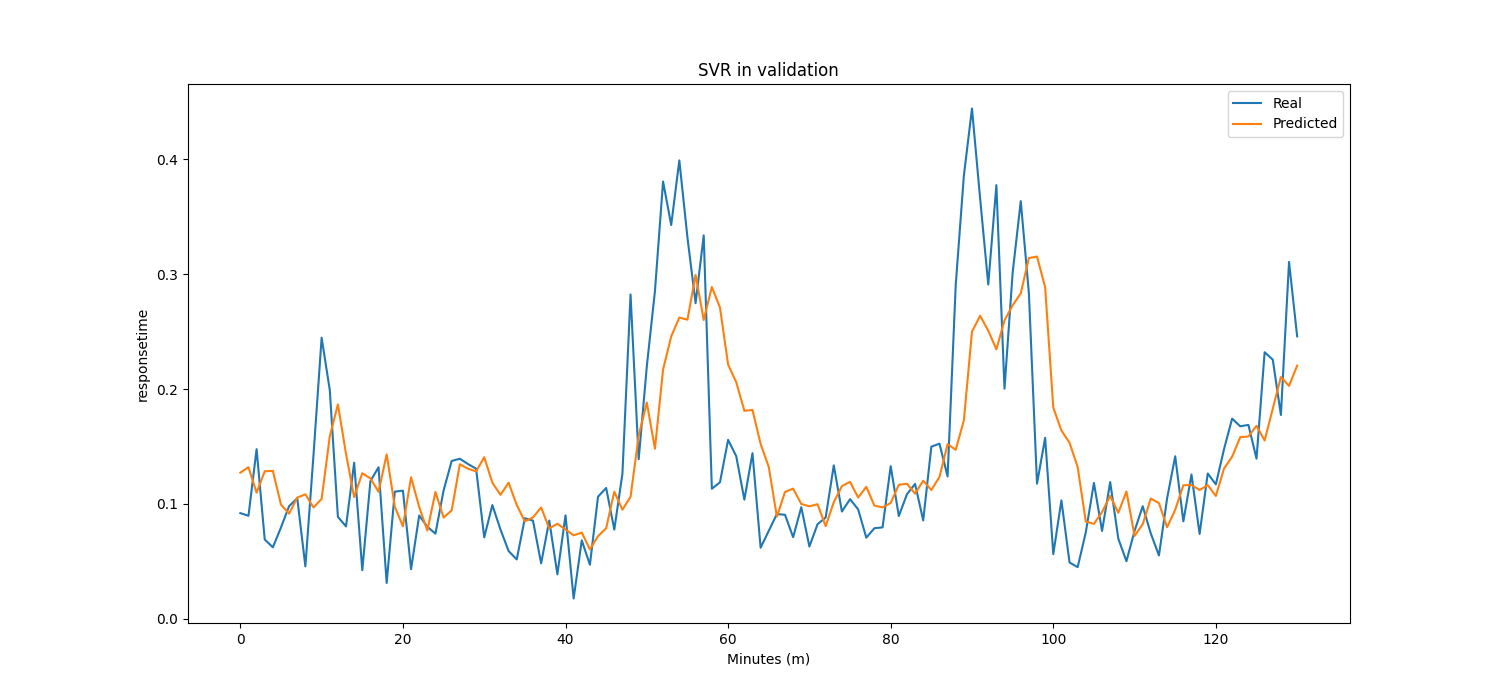 SVR in validation
Real
Predicted
responsetime
0.4
0.3
0.2
0.1
0.0
0 20 40 60 80 100 120
Minutes (m)